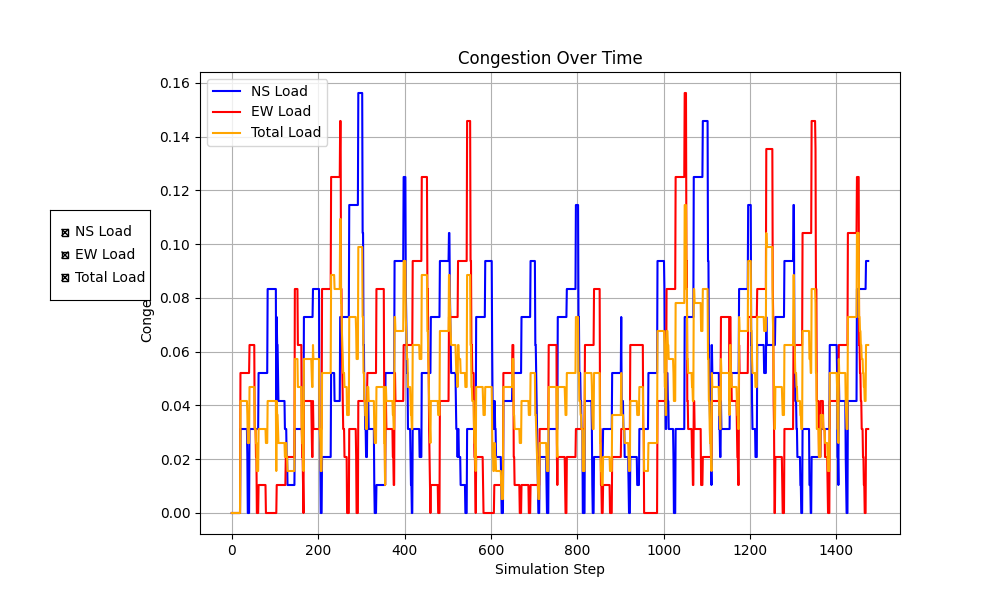 Congestion Over Time
NS Load
EW Load
Total Load
0.16
0.14
0.12
0.10
0.08
0.06
0.04
0.02
0.00
NS Load
EW Load
Total Load
0 200 400 600 800 1000 1200 1400
Simulation Step